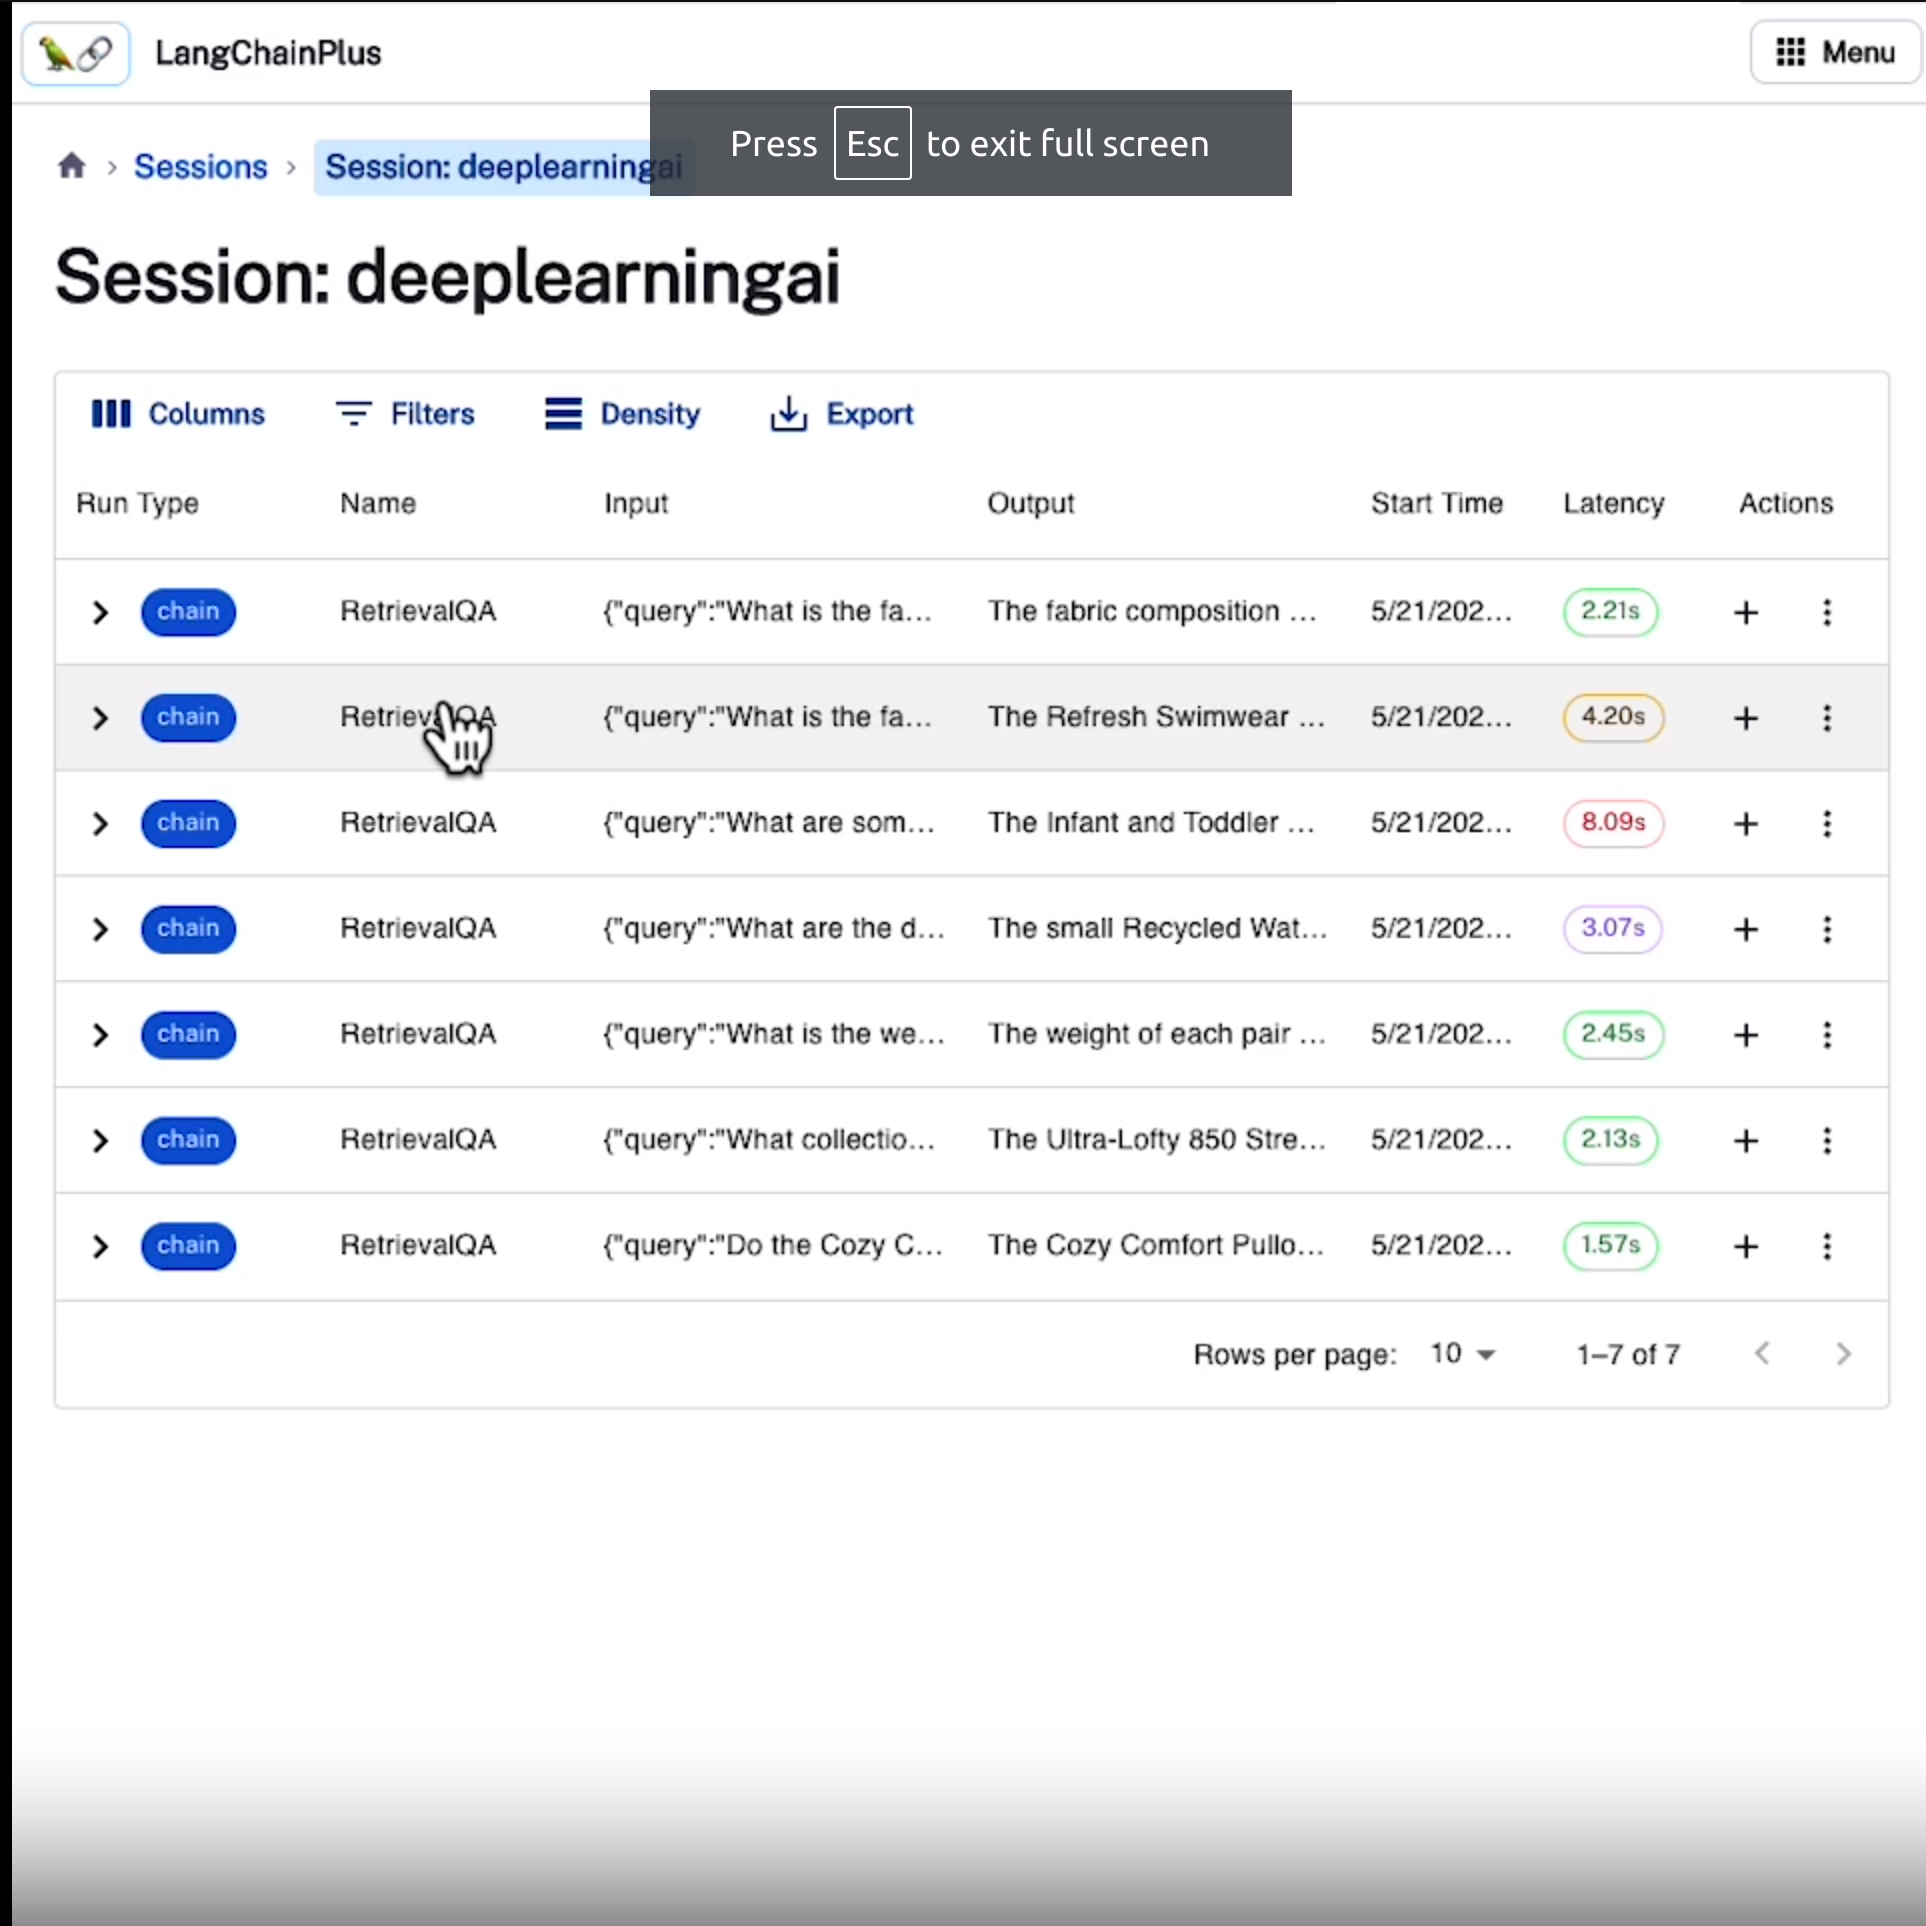 LangChainPlus
Menu
Press Esc to exit full screen
Sessions
Session: deeplearningai
Session: deeplearningai
Columns Filters Density Export
Run Type Name Input Output Start Time Latency Actions
chain RetrievalQA {"query":"What is the fa... The fabric composition ... 5/21/202... 2.21s
chain RetrievalQA {"query":"What is the fa... The Refresh Swimwear ... 5/21/202... 4.20s
chain RetrievalQA {"query":"What are som... The Infant and Toddler ... 5/21/202... 8.09s
chain RetrievalQA {"query":"What are the d... The small Recycled Wat... 5/21/202... 3.07s
chain RetrievalQA {"query":"What is the we... The weight of each pair ... 5/21/202... 2.45s
chain RetrievalQA {"query":"What collectio... The Ultra-Lofty 850 Stre... 5/21/202... 2.13s
chain RetrievalQA {"query":"Do the Cozy C... The Cozy Comfort Pullo... 5/21/202... 1.57s
Rows per page: 10 1–7 of 7